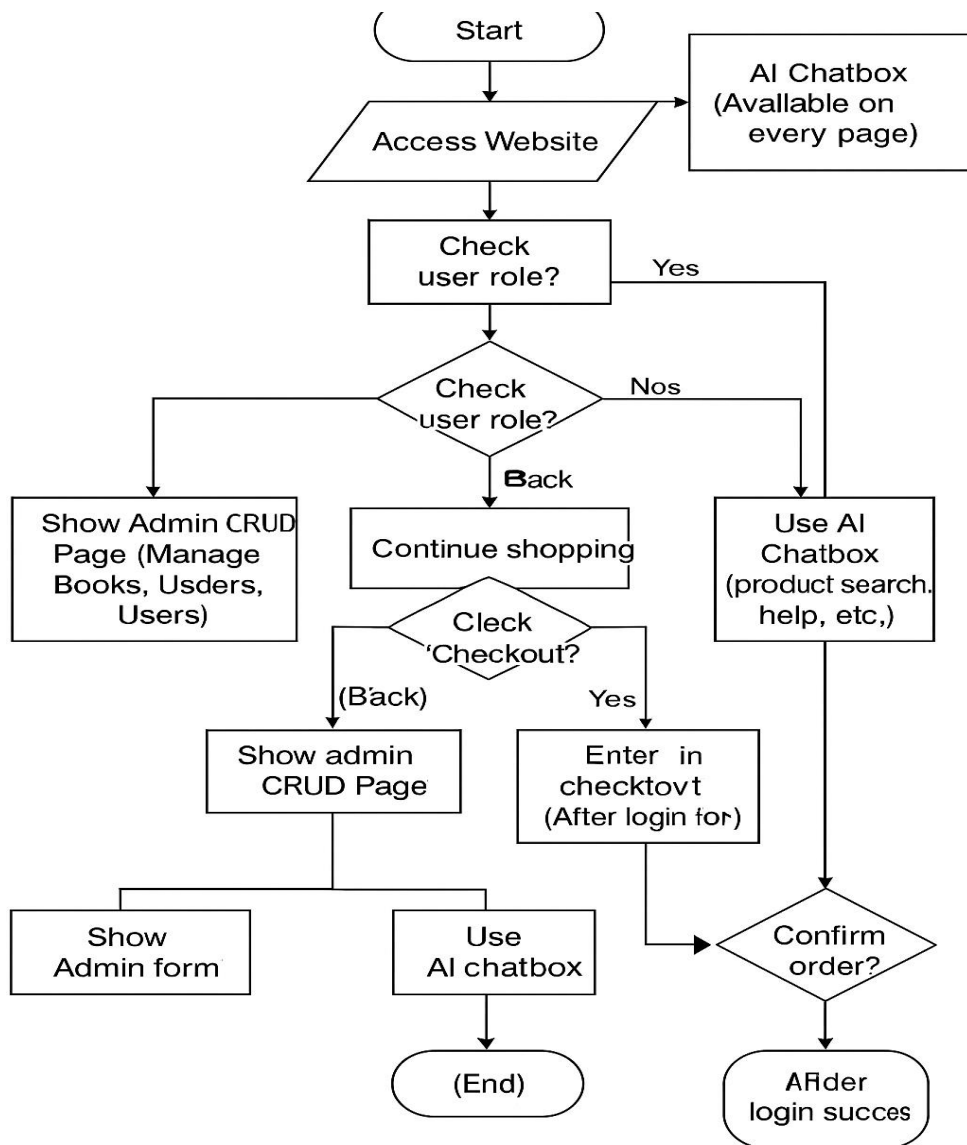 Start
AI Chatbox
(Avallable on
every page)
Access Website
Check
user role?
Yes
Check
user role?
Nos
Back
Show Admin CRUD
Page (Manage
Books, Usders,
Users)
Continue shopping
Use AI
Chatbox
(product search.
help, etc,)
Cleck
'Checkout?
(Back)
Yes
Show admin
CRUD Page
Enter in
checktovt
(After login for)
Show
Admin form
Use
AI chatbox
Confirm
order?
(End)
login succes